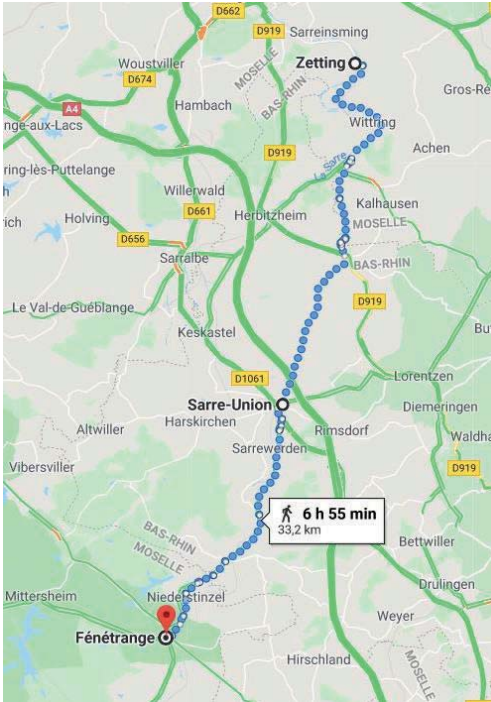 D662
Sarreinsming
D919
Woustviller
MOSELLE
Zetting
D674
BAS-RHIN
Gros-Ré
A4
Hambach
nge-aux-Lacs
Wittring
D919
Achen
ring-lès-Puttelange
La Sarre
Willerwald
Kalhausen
rich
Holving
D661
Herbitzheim
MOSELLE
D656
Sarralbe
BAS-RHIN
Le Val-de-Guéblange
D919
Keskastel
But
D1061
Lorentzen
Sarre-Union
Diemeringen
Altwiller
Harskirchen
Rimsdorf
Sarrewerden
Waldha
Vibersviller
D919
6 h 55 min
33,2 km
BAS-RHIN
MOSELLE
Bettwiller
Mittersheim
Niederstinzel
Drulingen
Weyer
Fénétrange
Hirschland
MOSELLE